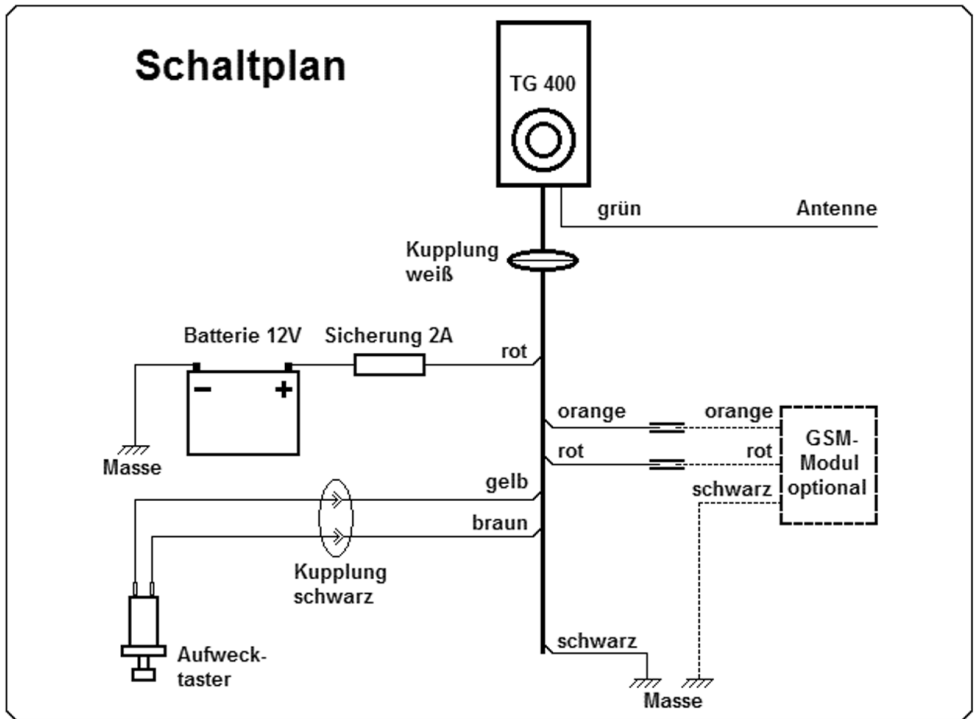 Schaltplan
TG 400
grün
Antenne
Kupplung
weiß
Batterie 12V
Sicherung 2A
rot
Masse
orange
orange
rot
rot
schwarz
GSM-
Modul
optional
gelb
braun
Kupplung
schwarz
Aufweck-
taster
schwarz
Masse